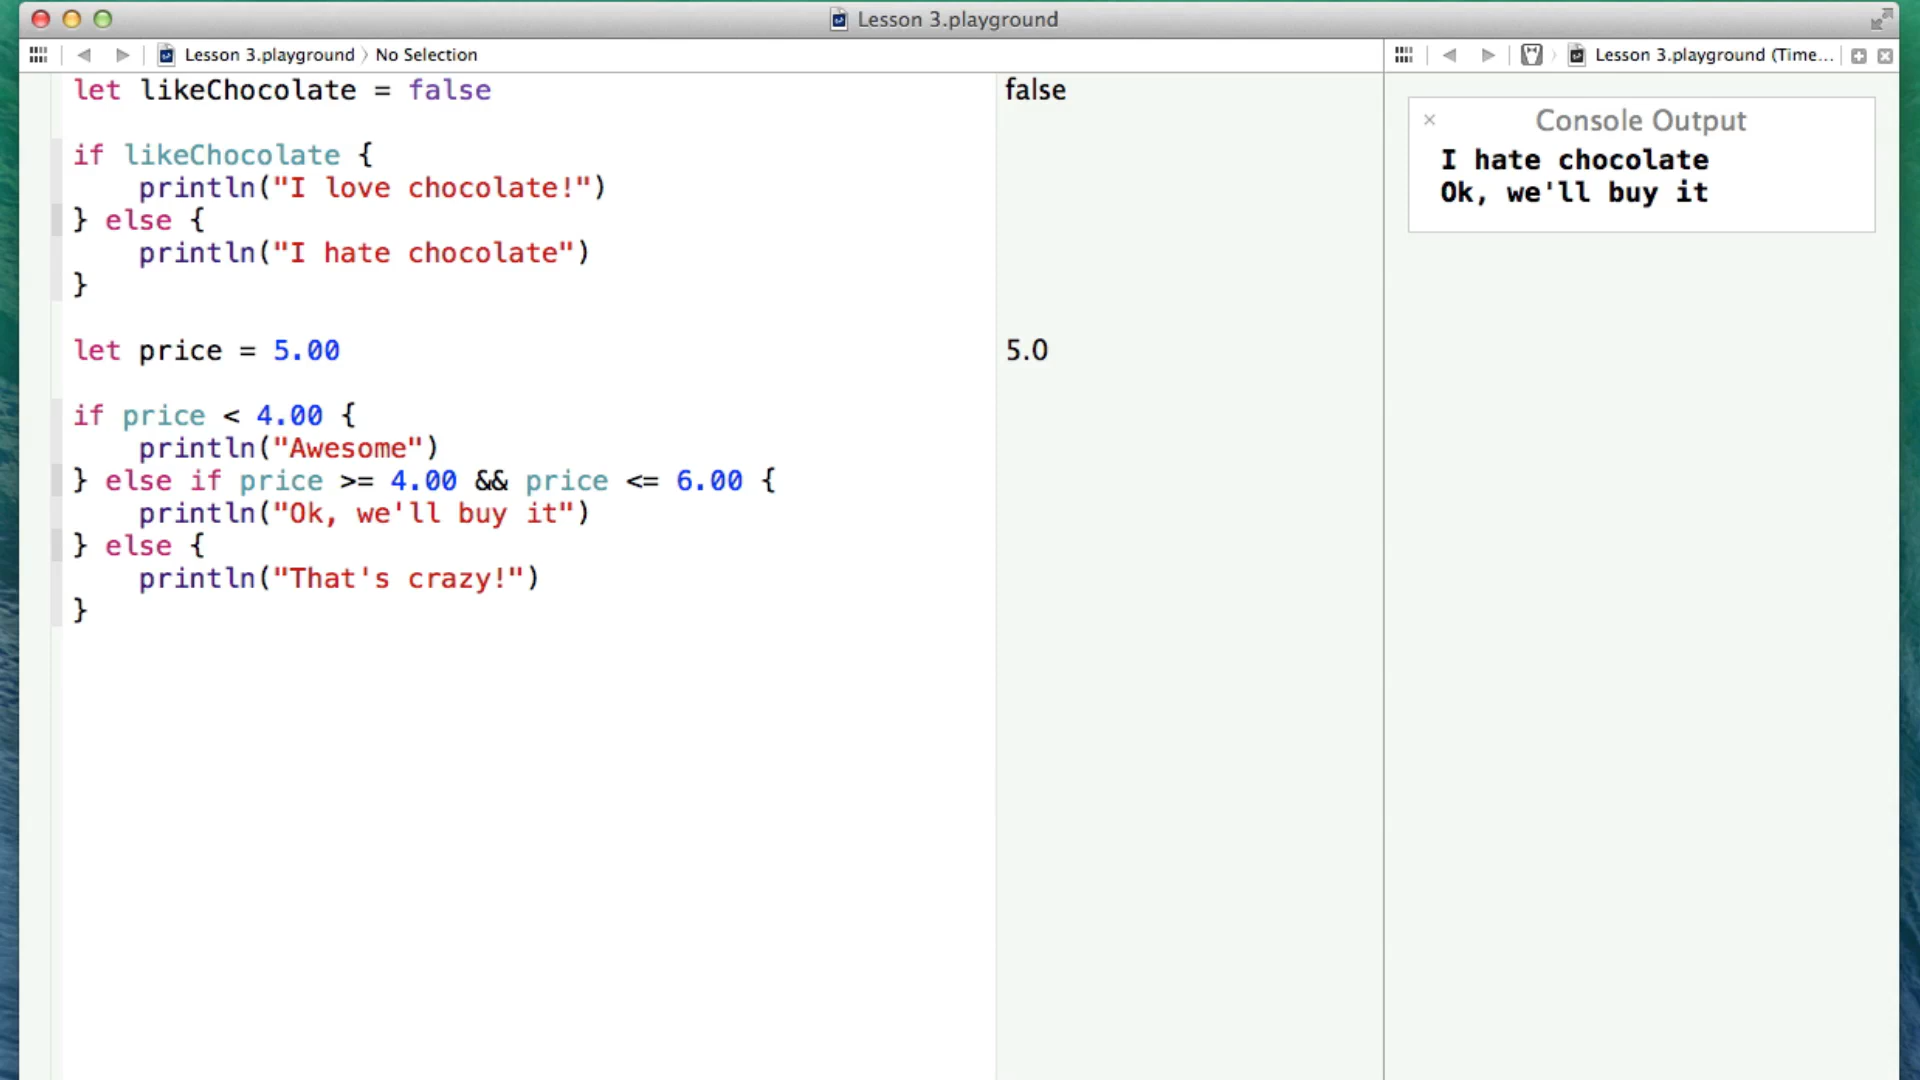 Lesson 3.playground
Lesson 3.playground 〉 No Selection
Lesson 3.playground (Time...
let likeChocolate = false
false
if likeChocolate {
    println("I love chocolate!")
} else {
    println("I hate chocolate")
}
let price = 5.00
5.0
if price < 4.00 {
    println("Awesome")
} else if price >= 4.00 && price <= 6.00 {
    println("Ok, we'll buy it")
} else {
    println("That's crazy!")
}
Console Output
I hate chocolate
Ok, we'll buy it